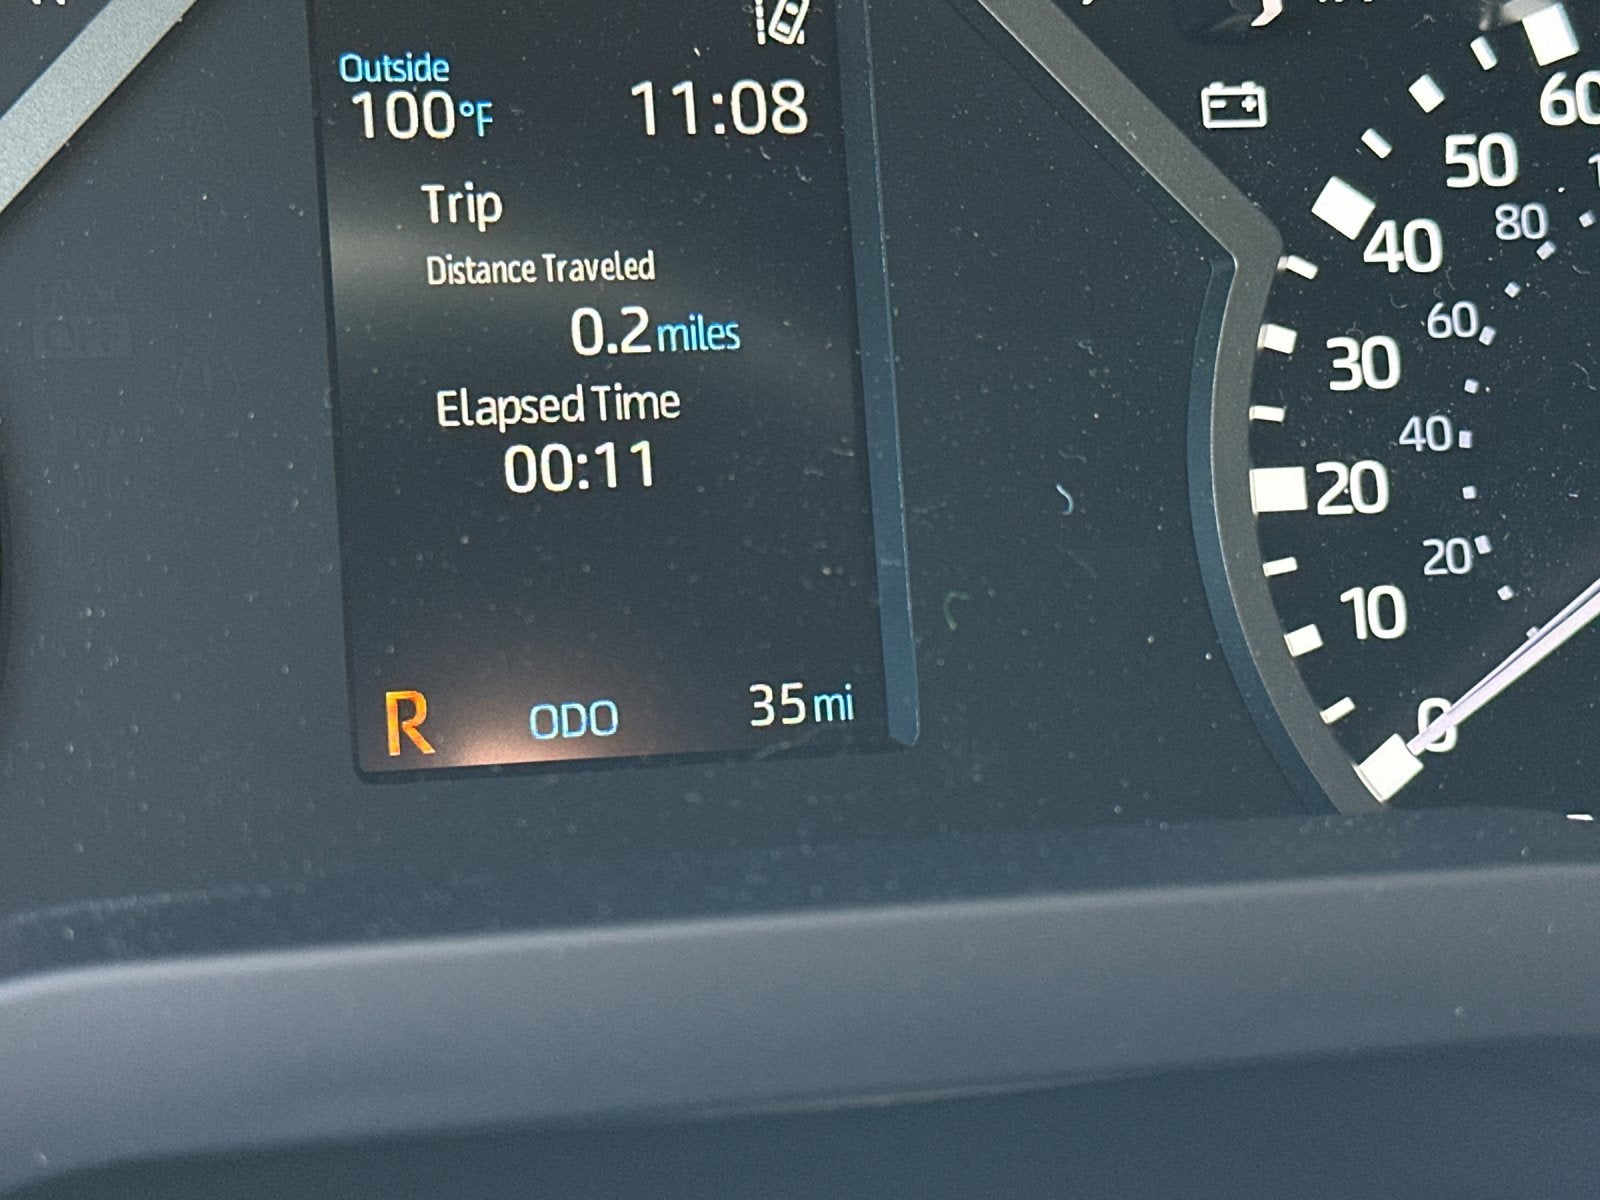 Outside
100°F 11:08
Trip
Distance Traveled
0.2 miles
Elapsed Time
00:11
R ODO 35 mi
60
50
80
40
60
30
40
20
20
10
0